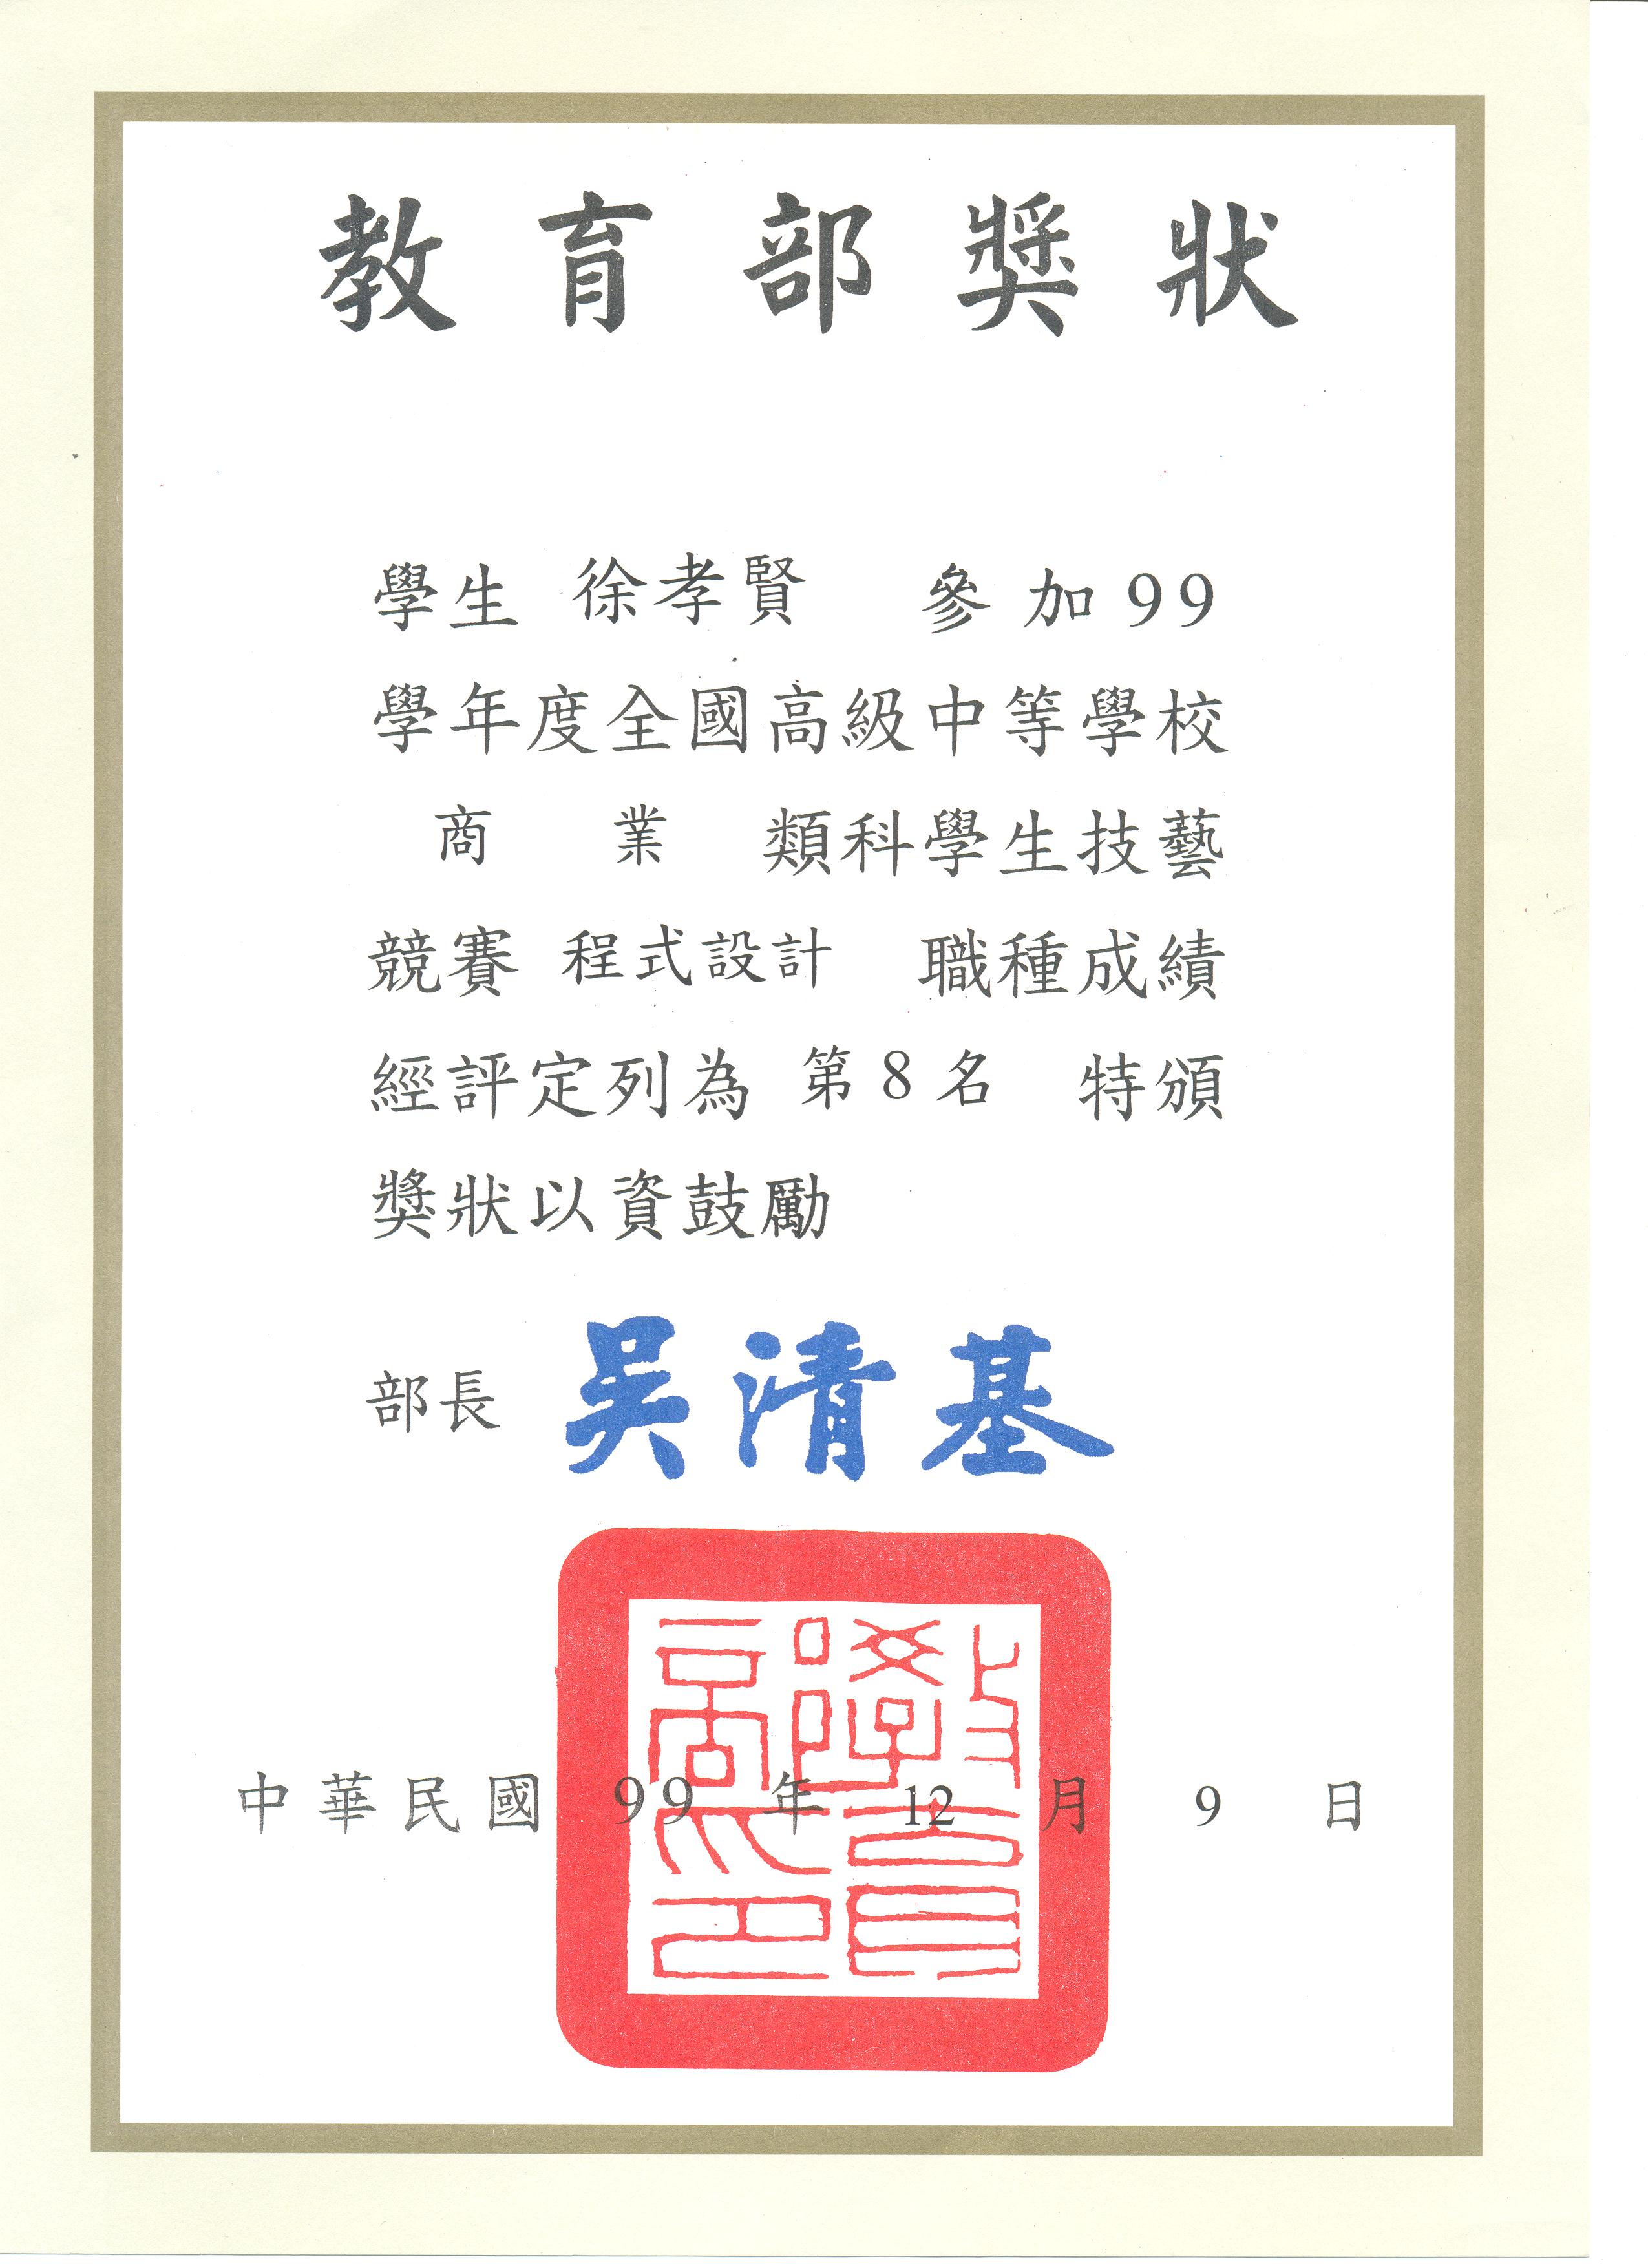 教育部獎狀
學生 徐孝賢 參加99
學年度全國高級中等學校
商業類科學生技藝
競賽 程式設計 職種成績
經評定列為 第8名 特頒
獎狀以資鼓勵
部長 吳清基
中華民國 99 年 12 月 9 日
教育部印